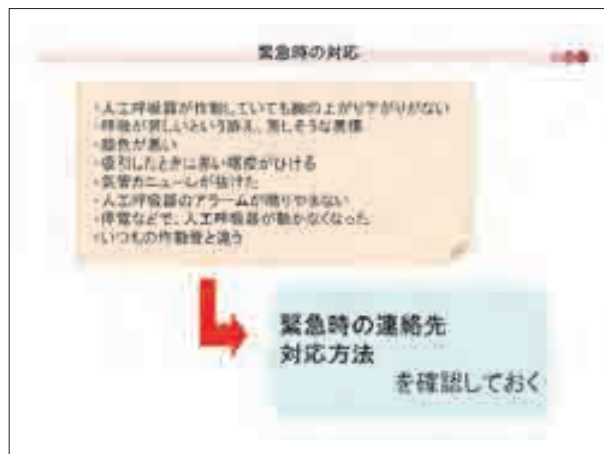 緊急時の対応
・人工呼吸器が作動していても胸の上がり下がりがない
・呼吸が苦しいという訴え、苦しそうな表情
・顔色が悪い
・吸引したときに赤い喀痰がひける
・気管カニューレが抜けた
・人工呼吸器のアラームが鳴りやまない
・停電などで、人工呼吸器が動かなくなった
・いつもの作動音と違う
緊急時の連絡先
対応方法
を確認しておく